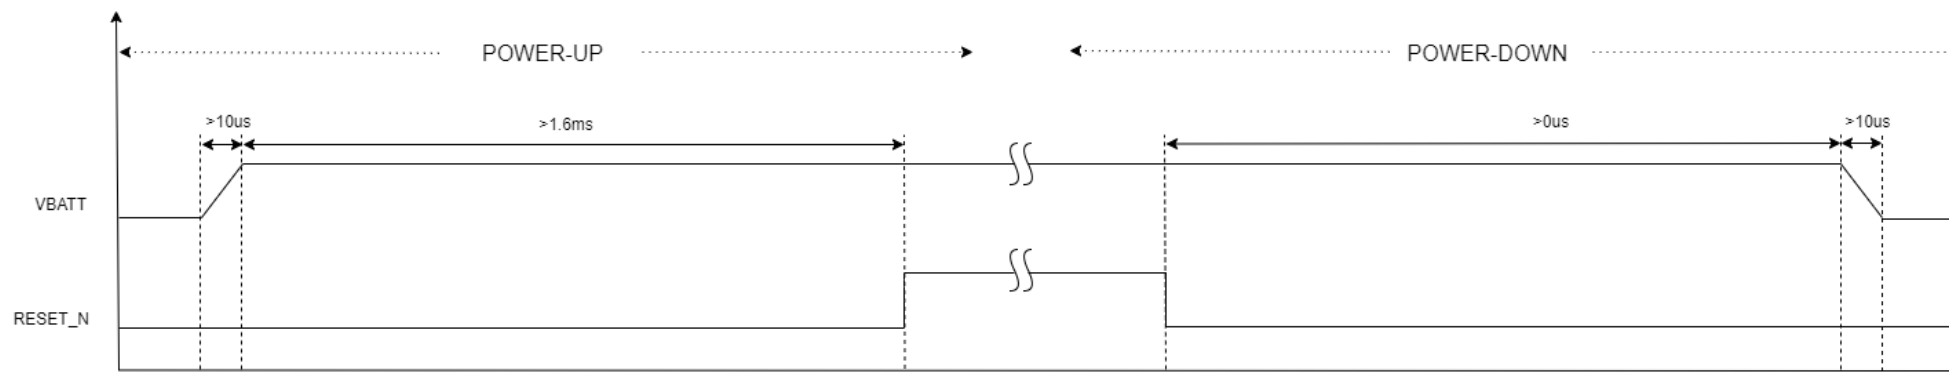 POWER-UP
POWER-DOWN
>10us
>1.6ms
>0us
>10us
VBATT
RESET_N